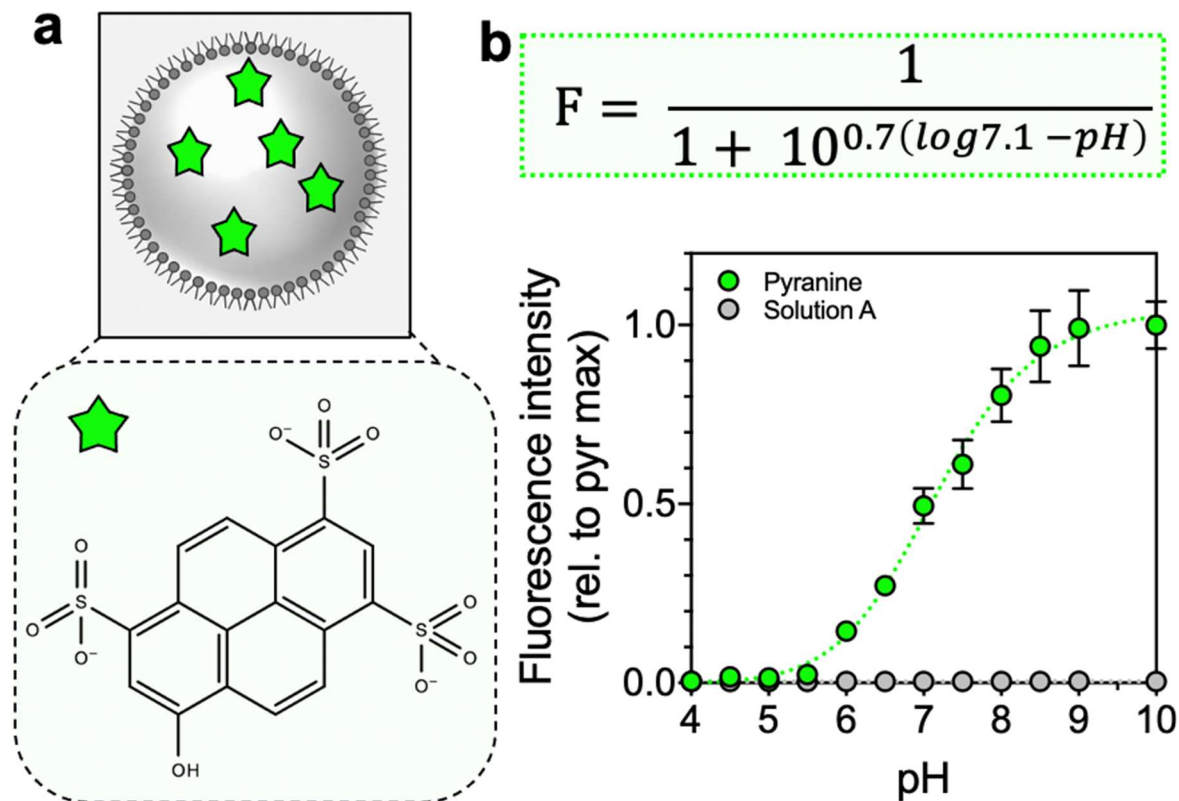 a
O
O⁻
O
S
O
S
O
O⁻
O
S
O
O⁻
OH
b
F = 1 / 1 + 10^0.7(log7.1 −pH)
Pyranine
Solution A
Fluorescence intensity
(rel. to pyr max)
1.0
0.5
0.0
4 5 6 7 8 9 10
pH